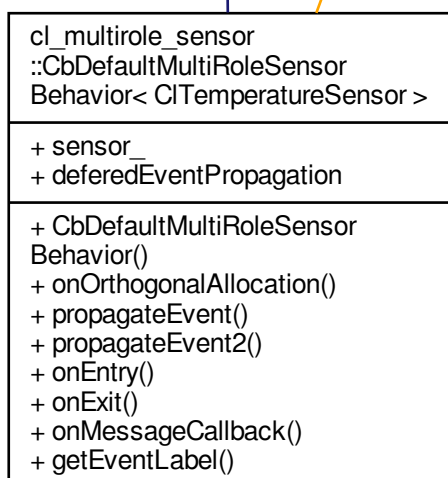 cl_multirole_sensor
::CbDefaultMultiRoleSensor
Behavior< ClTemperatureSensor >
+ sensor_
+ deferedEventPropagation
+ CbDefaultMultiRoleSensor
Behavior()
+ onOrthogonalAllocation()
+ propagateEvent()
+ propagateEvent2()
+ onEntry()
+ onExit()
+ onMessageCallback()
+ getEventLabel()